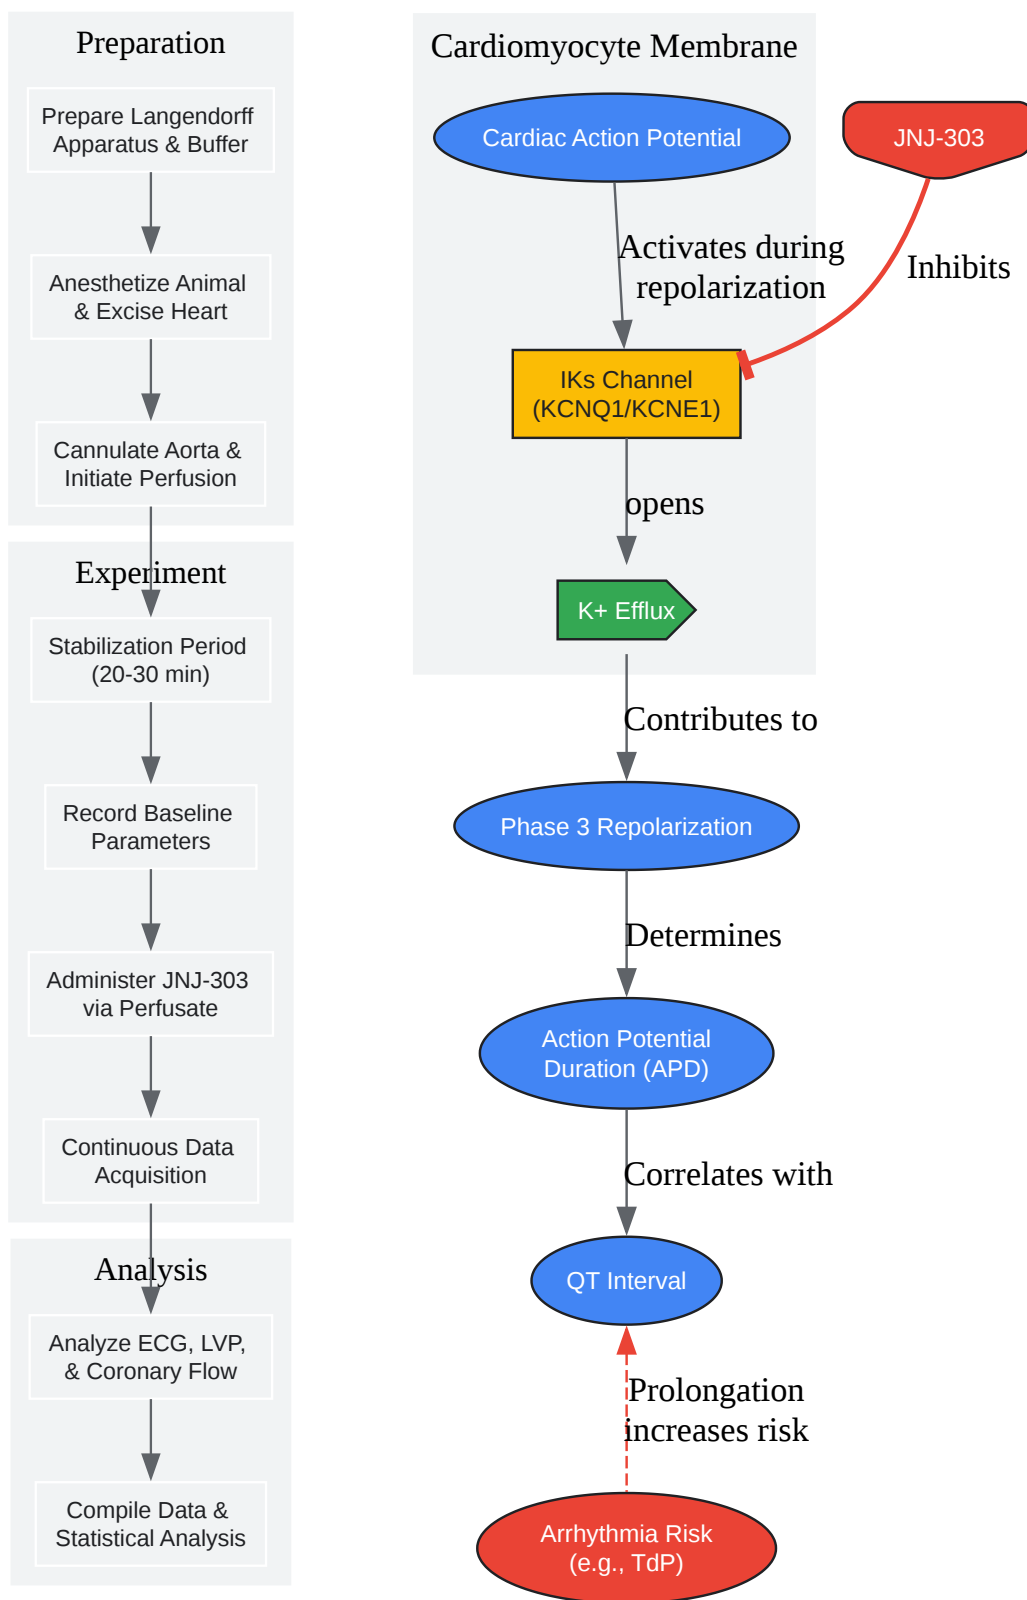 Preparation
Prepare Langendorff
Apparatus & Buffer
Anesthetize Animal
& Excise Heart
Cannulate Aorta &
Initiate Perfusion
Experiment
Stabilization Period
(20-30 min)
Record Baseline
Parameters
Administer JNJ-303
via Perfusate
Continuous Data
Acquisition
Analysis
Analyze ECG, LVP,
& Coronary Flow
Compile Data &
Statistical Analysis
Cardiomyocyte Membrane
Cardiac Action Potential
JNJ-303
Activates during
repolarization
Inhibits
IKs Channel
(KCNQ1/KCNE1)
opens
K+ Efflux
Contributes to
Phase 3 Repolarization
Determines
Action Potential
Duration (APD)
Correlates with
QT Interval
Prolongation
increases risk
Arrhythmia Risk
(e.g., TdP)